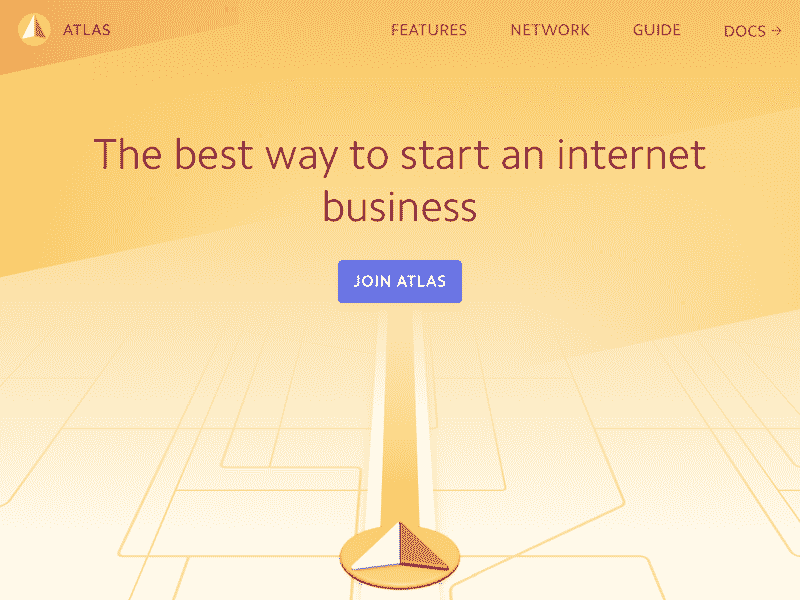 ATLAS
FEATURES NETWORK GUIDE DOCS →
The best way to start an internet
business
JOIN ATLAS